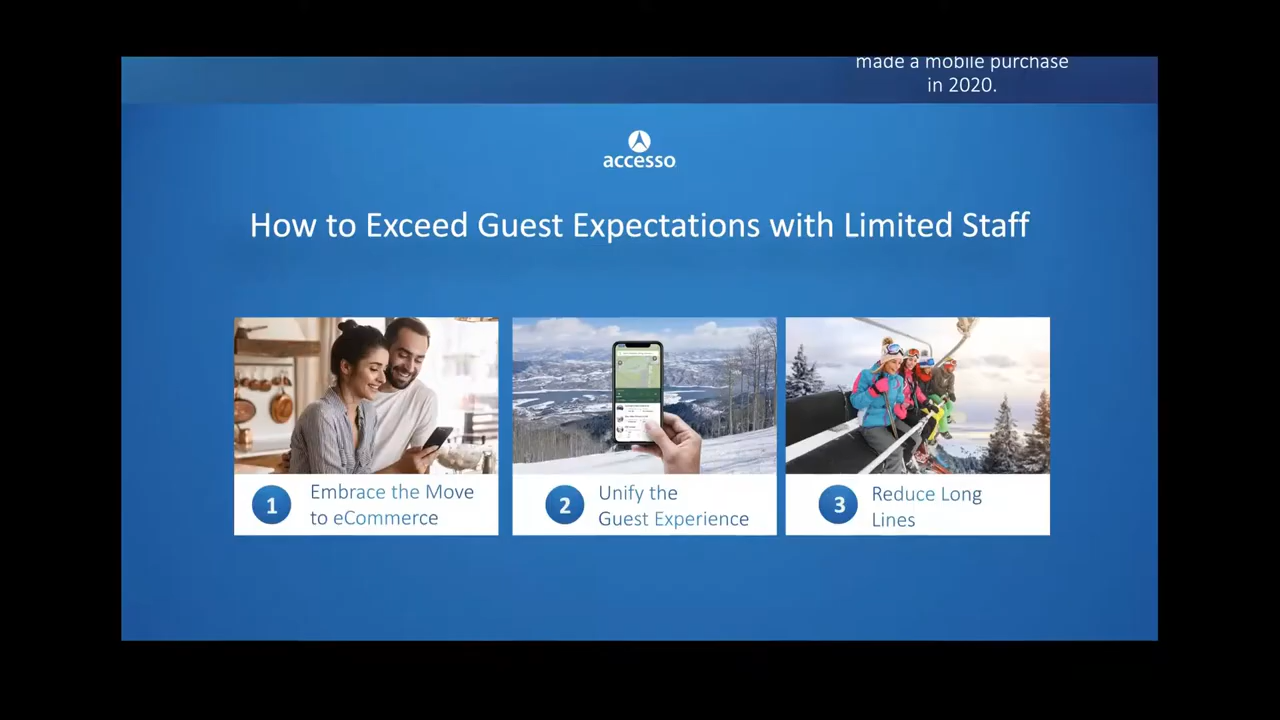 made a mobile purchase
in 2020.
accesso
How to Exceed Guest Expectations with Limited Staff
1
Embrace the Move
to eCommerce
2
Unify the
Guest Experience
3
Reduce Long
Lines